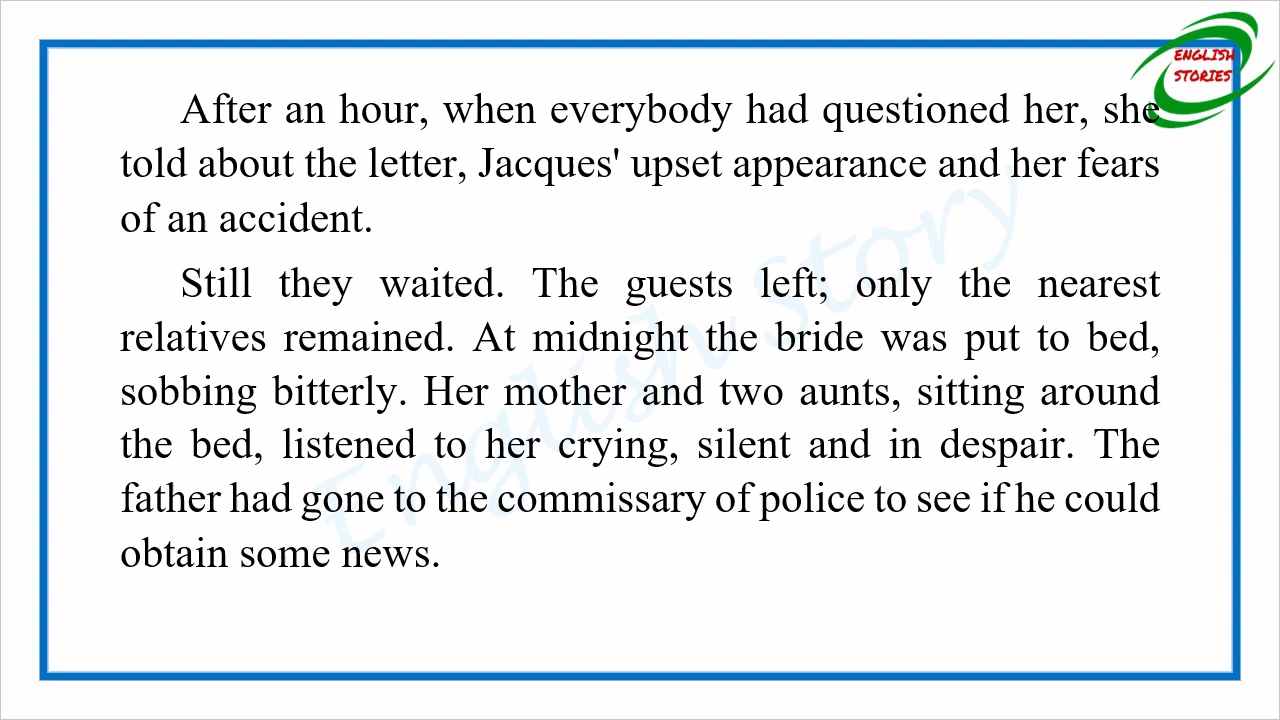 ENGLISH
STORIES
After an hour, when everybody had questioned her, she
told about the letter, Jacques' upset appearance and her fears
of an accident.
Still they waited. The guests left; only the nearest
relatives remained. At midnight the bride was put to bed,
sobbing bitterly. Her mother and two aunts, sitting around
the bed, listened to her crying, silent and in despair. The
father had gone to the commissary of police to see if he could
obtain some news.
English story